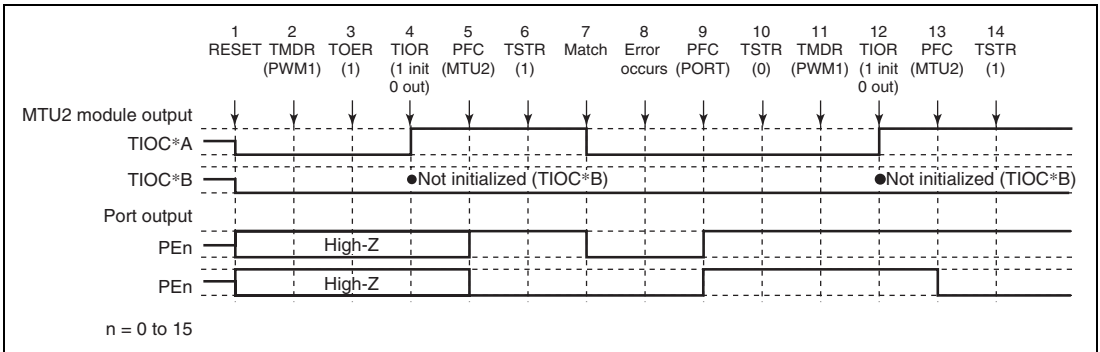 1 2 3 4 5 6 7 8 9 10 11 12 13 14
RESET TMDR TOER TIOR PFC TSTR Match Error PFC TSTR TMDR TIOR PFC TSTR
(PWM1) (1) (1 init (MTU2) (1) occurs (PORT) (0) (PWM1) (1 init (MTU2) (1)
0 out) 0 out)
MTU2 module output
TIOC*A
TIOC*B ●Not initialized (TIOC*B) ●Not initialized (TIOC*B)
Port output
PEn High-Z
PEn High-Z
n = 0 to 15